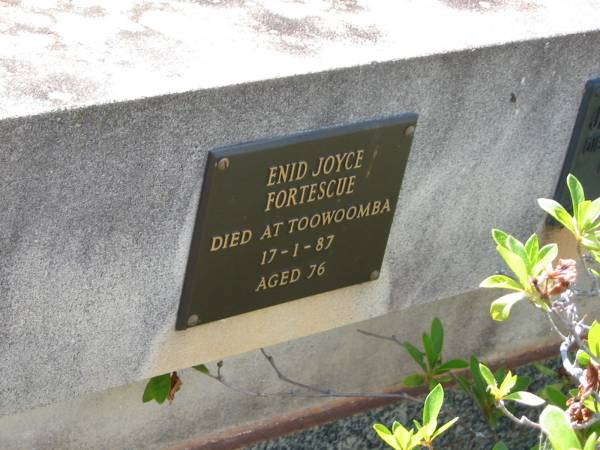 ENID JOYCE
FORTESCUE
DIED AT TOOWOOMBA
17-1-87
AGED 76